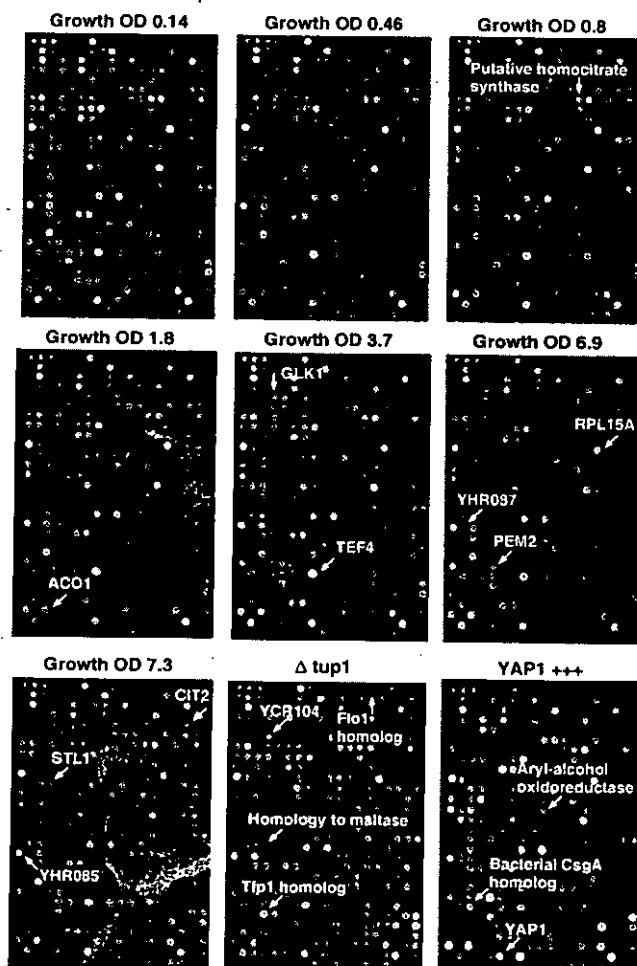 Growth OD 0.14
Growth OD 0.46
Growth OD 0.8
Putative homocitrate
synthase
Growth OD 1.8
Growth OD 3.7
Growth OD 6.9
GLK1
RPL15A
YHR087
PEM2
TEF4
ACO1
Growth OD 7.3
Δ tup1
YAP1 +++
CIT2
YCR104
Flo1
homolog
STL1
Aryl-alcohol
oxidoreductase
Homology to maltase
YHR085
Bacterial CsgA
homolog
Tfp1 homolog
YAP1